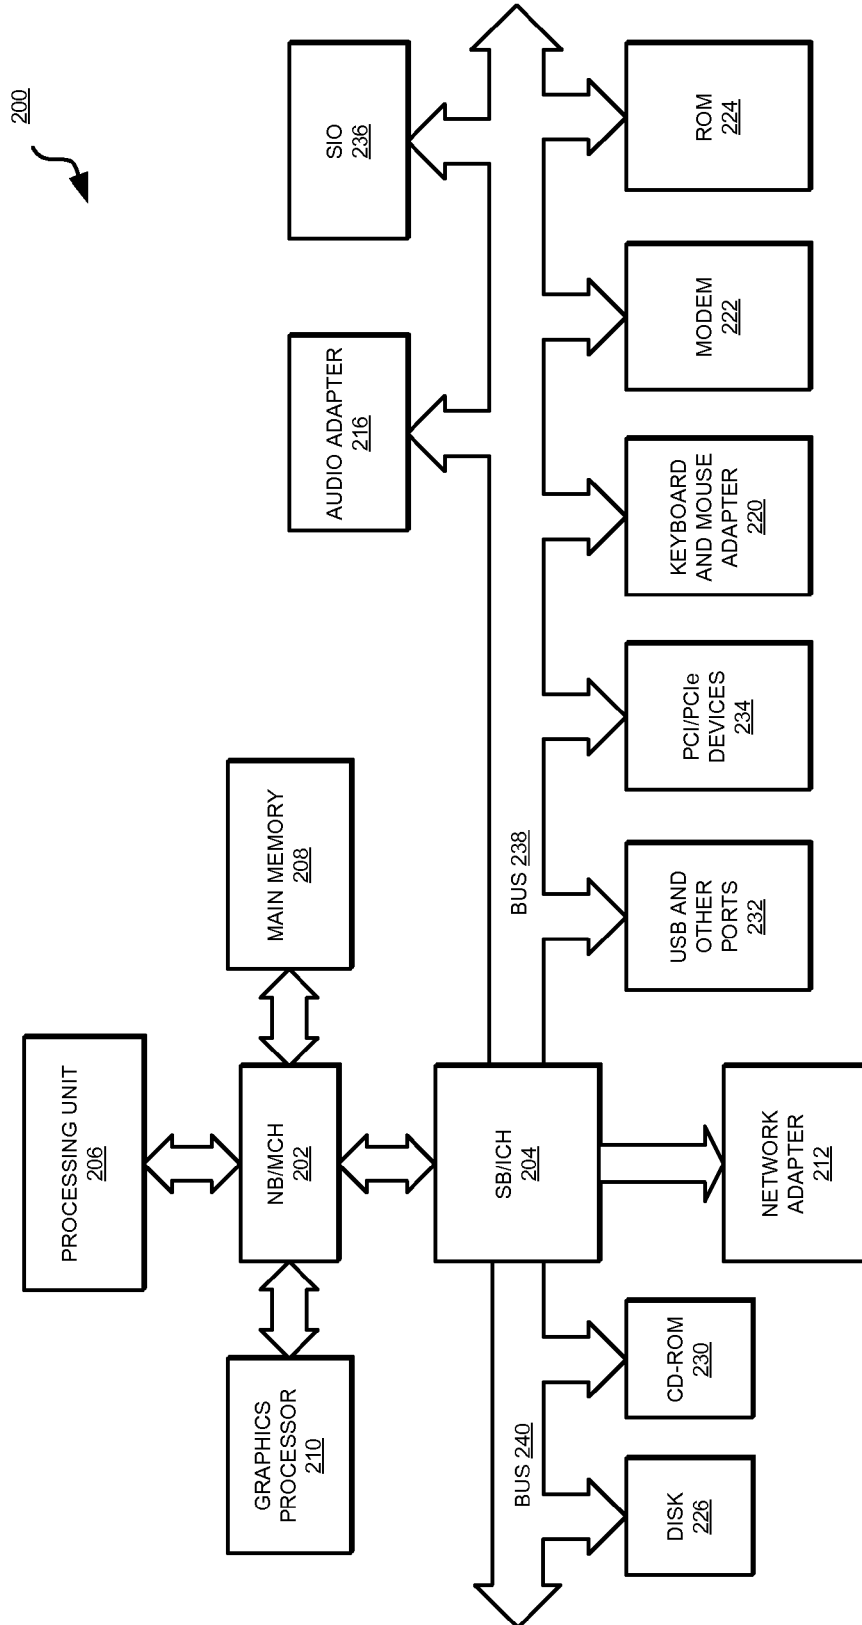 200
PROCESSING UNIT
206
GRAPHICS
PROCESSOR
210
NB/MCH
202
MAIN MEMORY
208
AUDIO ADAPTER
216
SIO
236
SB/ICH
204
BUS 240
BUS 238
DISK
226
CD-ROM
230
NETWORK
ADAPTER
212
USB AND
OTHER
PORTS
232
PCI/PCIe
DEVICES
234
KEYBOARD
AND MOUSE
ADAPTER
220
MODEM
222
ROM
224